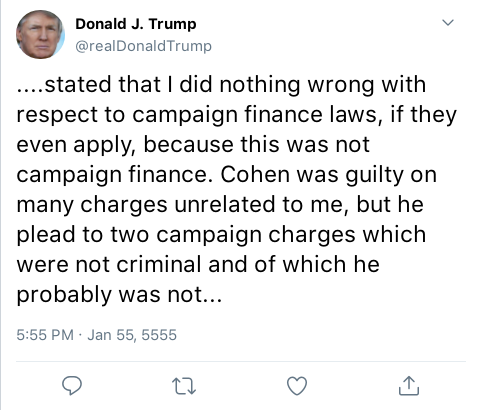 Donald J. Trump
@realDonaldTrump
....stated that I did nothing wrong with
respect to campaign finance laws, if they
even apply, because this was not
campaign finance. Cohen was guilty on
many charges unrelated to me, but he
plead to two campaign charges which
were not criminal and of which he
probably was not...
5:55 PM · Jan 55, 5555